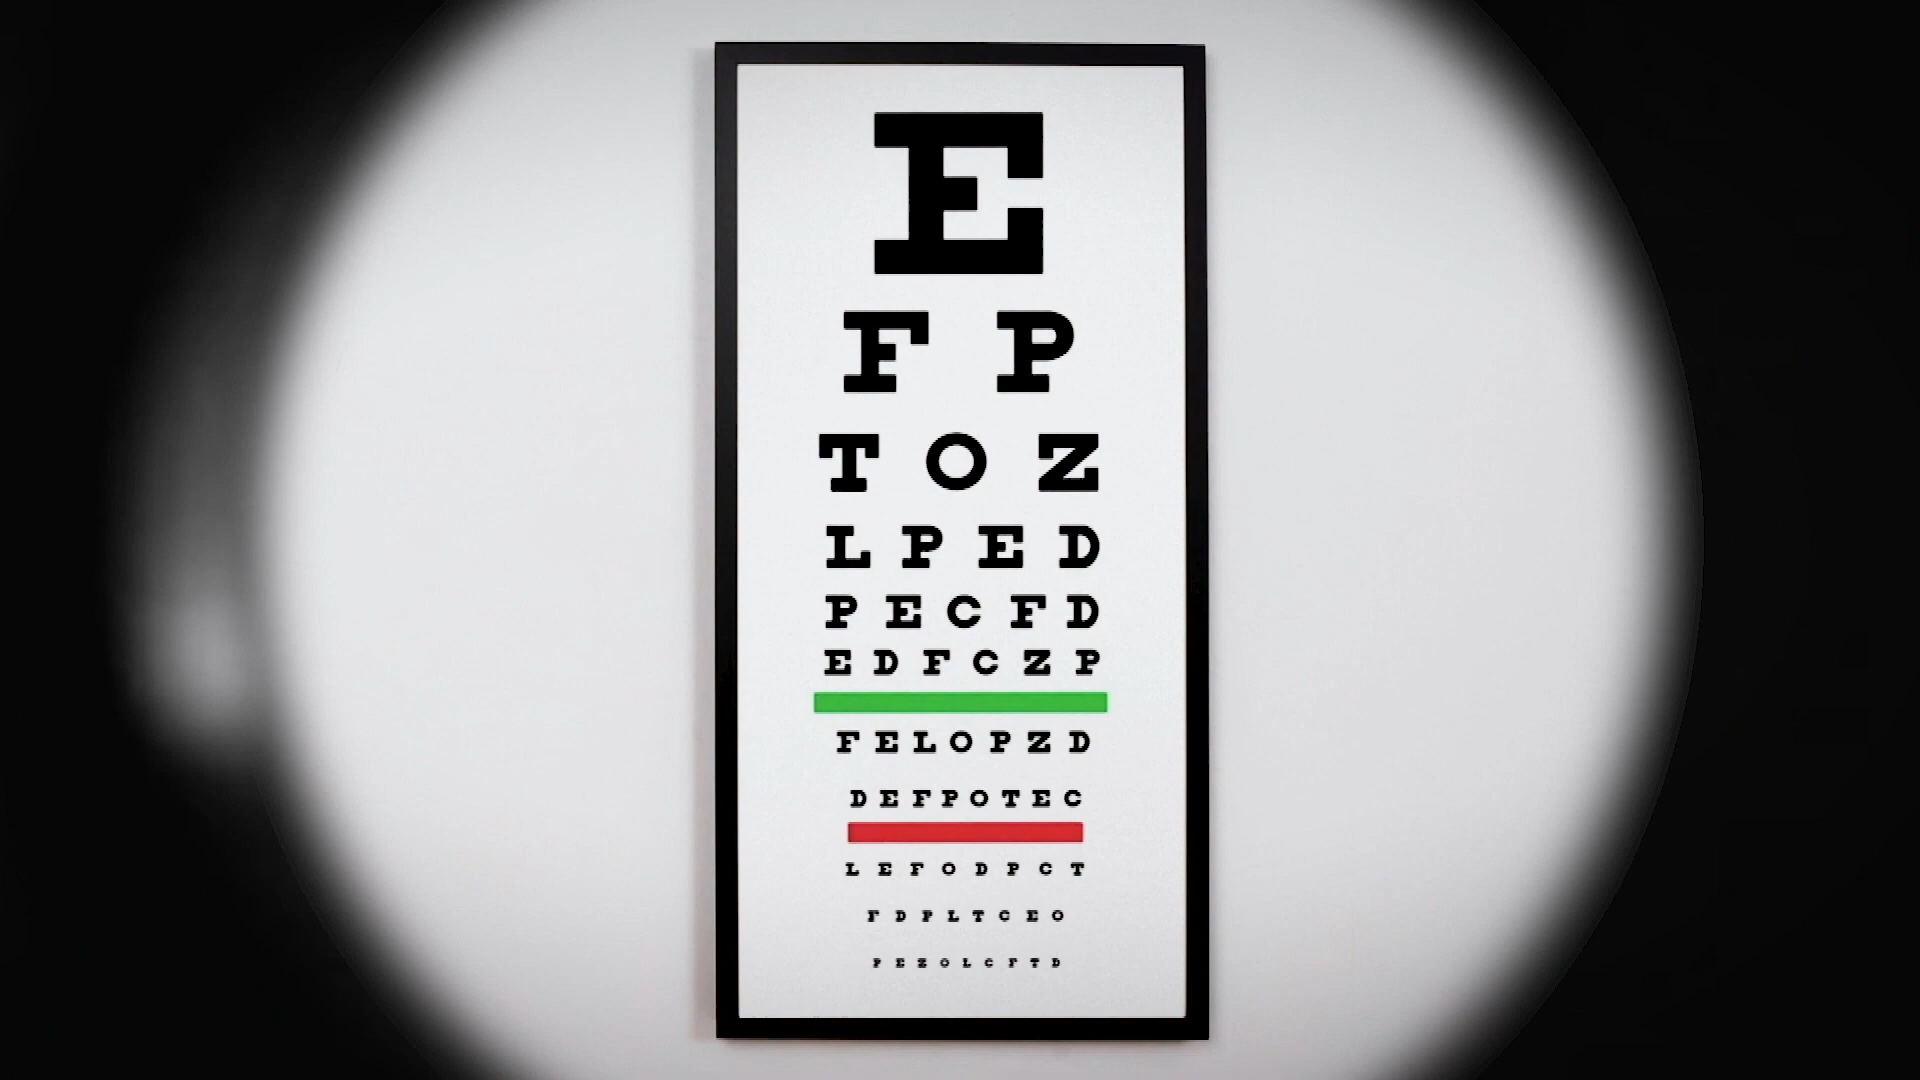 E
F P
T O Z
L P E D
P E C F D
E D F C Z P
F E L O P Z D
D E F P O T E C
L E F O D P C T
F D P L T C E O
P E Z O L C F T D